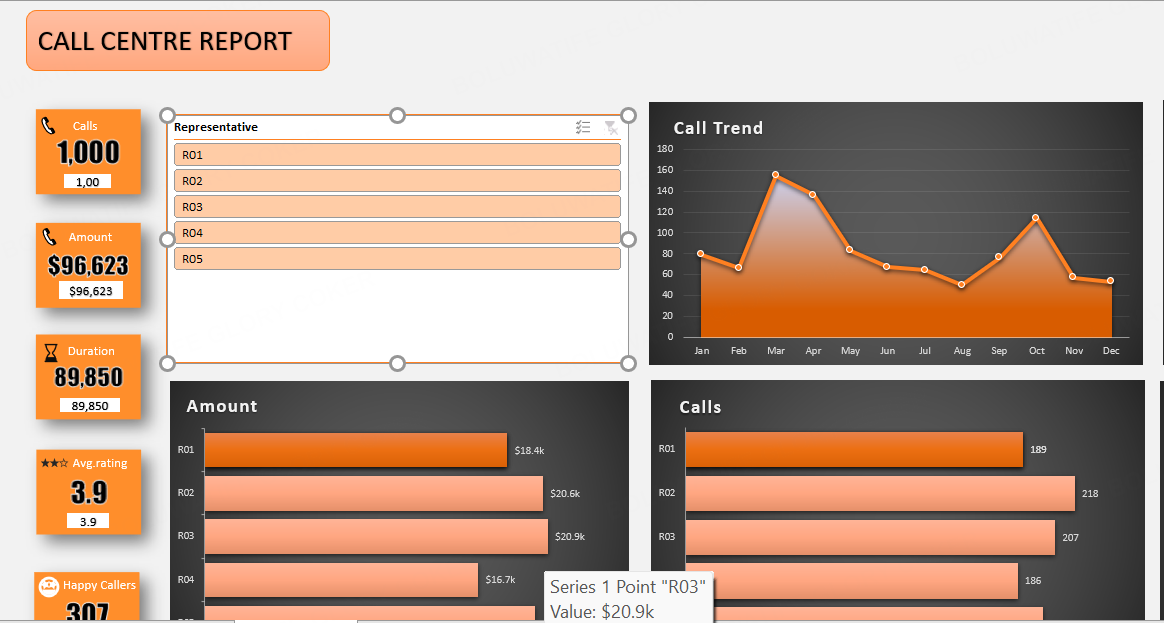 CALL CENTRE REPORT
Calls
1,000
1,00
Amount
$96,623
$96,623
Duration
89,850
89,850
Avg.rating
3.9
3.9
Happy Callers
307
Representative
R01
R02
R03
R04
R05
Call Trend
180
160
140
120
100
80
60
40
20
0
Jan Feb Mar Apr May Jun Jul Aug Sep Oct Nov Dec
Amount
R01 $18.4k
R02 $20.6k
R03 $20.9k
R04 $16.7k
Series 1 Point "R03"
Value: $20.9k
Calls
R01 189
R02 218
R03 207
186